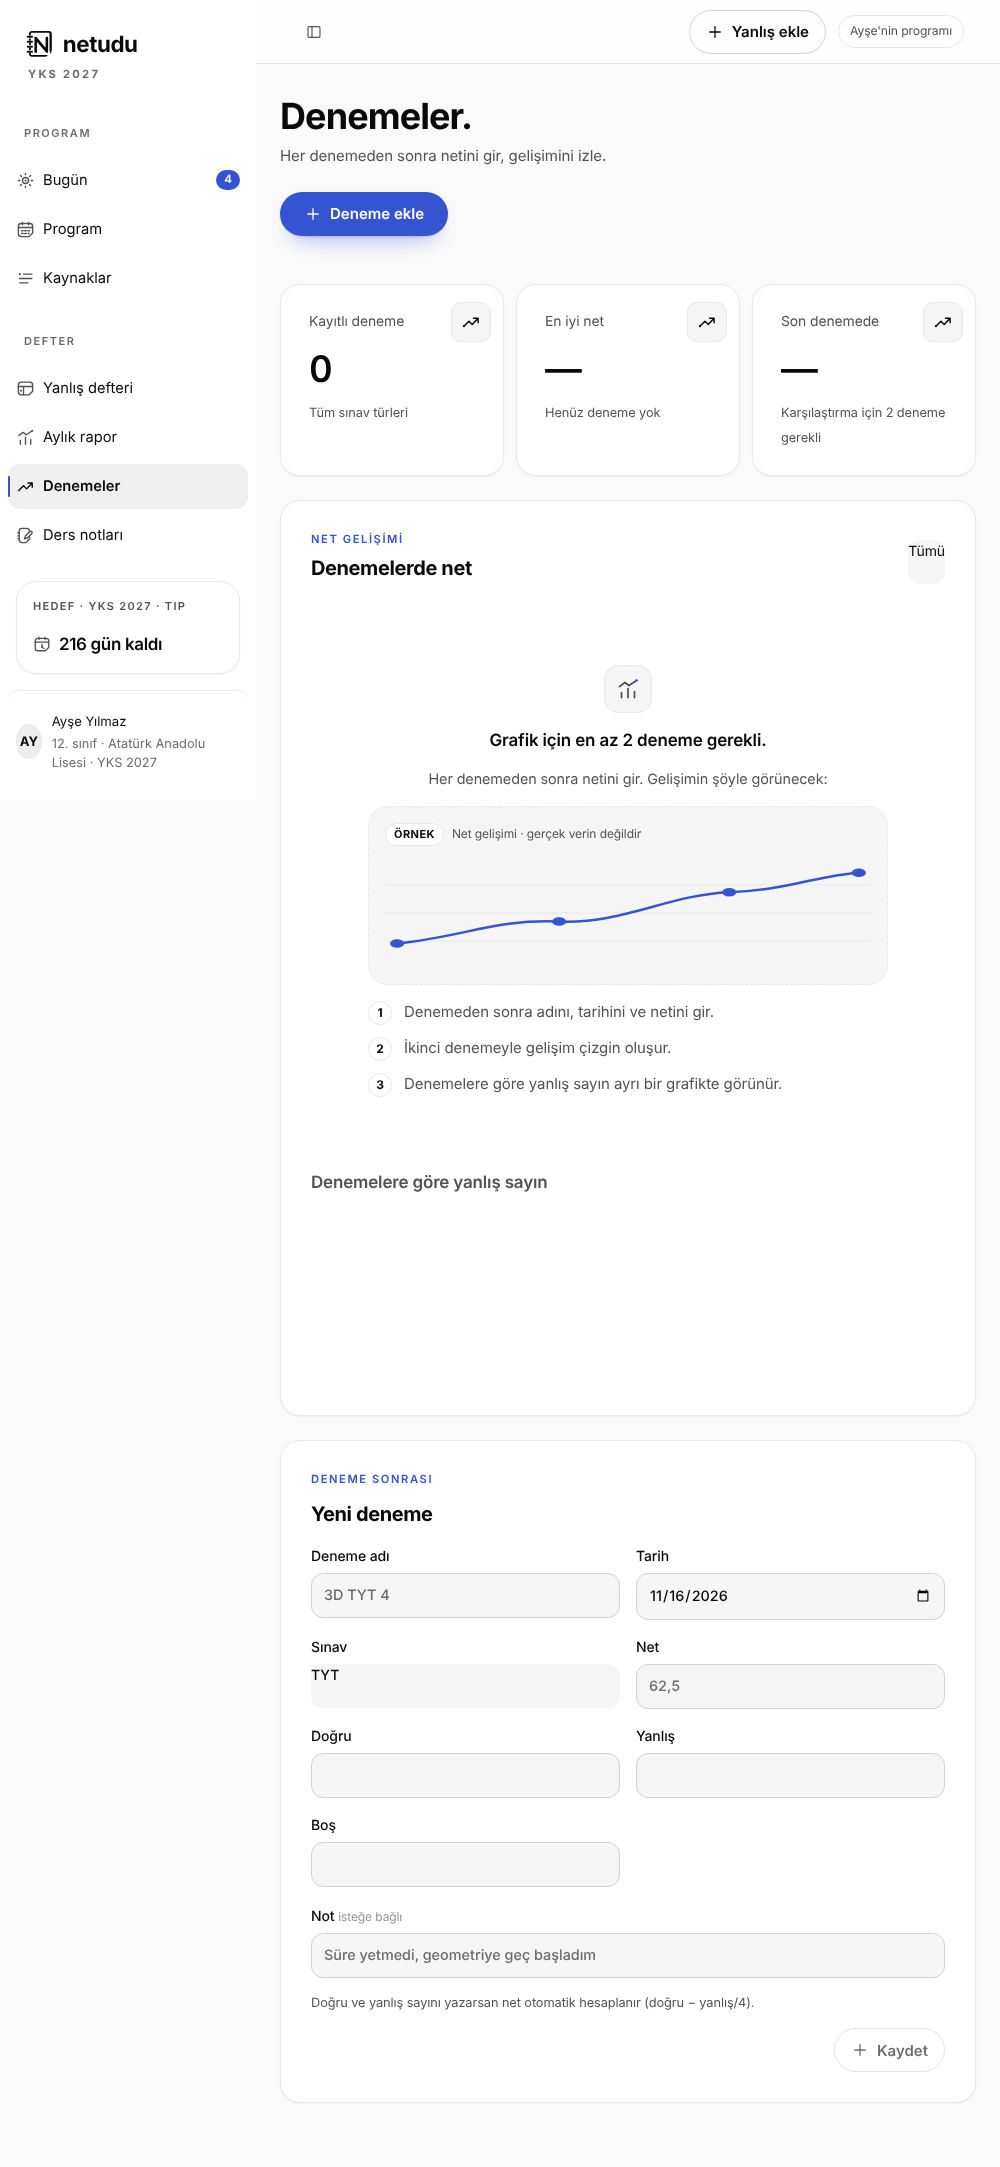 netudu
YKS 2027
PROGRAM
Bugün 4
Program
Kaynaklar
DEFTER
Yanlış defteri
Aylık rapor
Denemeler
Ders notları
HEDEF · YKS 2027 · TIP
216 gün kaldı
AY
Ayşe Yılmaz
12. sınıf · Atatürk Anadolu
Lisesi · YKS 2027
Yanlış ekle
Ayşe'nin programı
Denemeler.
Her denemeden sonra netini gir, gelişimini izle.
Deneme ekle
Kayıtlı deneme
0
Tüm sınav türleri
En iyi net
—
Henüz deneme yok
Son denemede
—
Karşılaştırma için 2 deneme
gerekli
NET GELİŞİMİ
Denemelerde net
Tümü
Grafik için en az 2 deneme gerekli.
Her denemeden sonra netini gir. Gelişimin şöyle görünecek:
ÖRNEK Net gelişimi · gerçek verin değildir
1 Denemeden sonra adını, tarihini ve netini gir.
2 İkinci denemeyle gelişim çizgin oluşur.
3 Denemelere göre yanlış sayın ayrı bir grafikte görünür.
Denemelere göre yanlış sayın
DENEME SONRASI
Yeni deneme
Deneme adı
3D TYT 4
Tarih
11/16/2026
Sınav
TYT
Net
62,5
Doğru
Yanlış
Boş
Not isteğe bağlı
Süre yetmedi, geometriye geç başladım
Doğru ve yanlış sayını yazarsan net otomatik hesaplanır (doğru − yanlış/4).
Kaydet